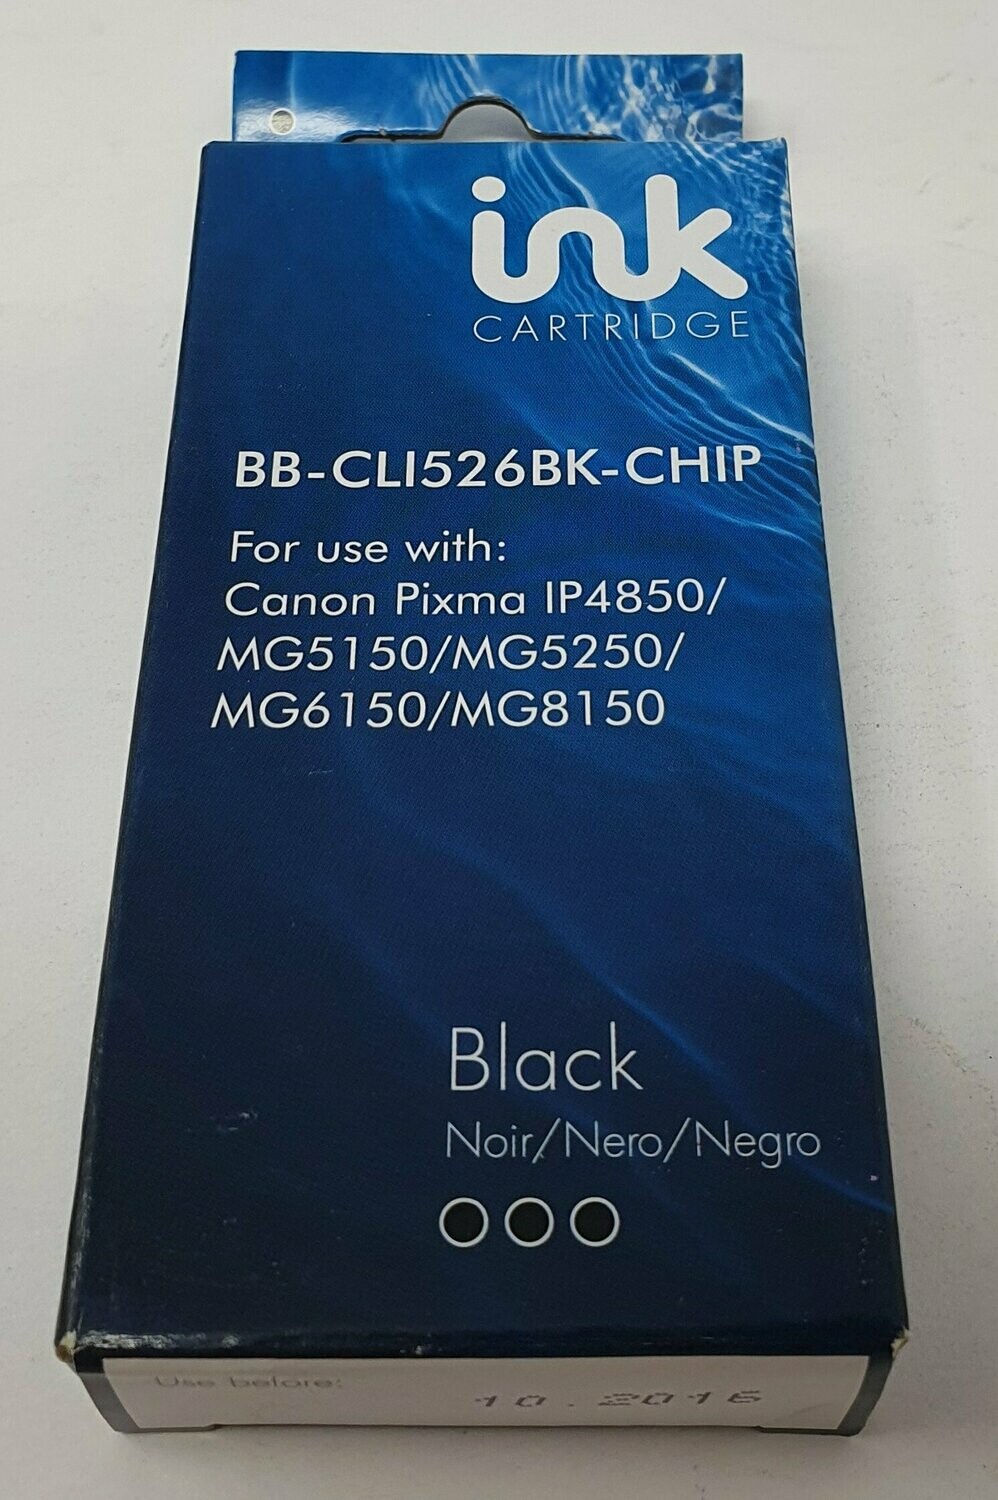 ink
CARTRIDGE
BB-CLI526BK-CHIP
For use with:
Canon Pixma IP4850/
MG5150/MG5250/
MG6150/MG8150
Black
Noir/Nero/Negro
Use before: 10.2016